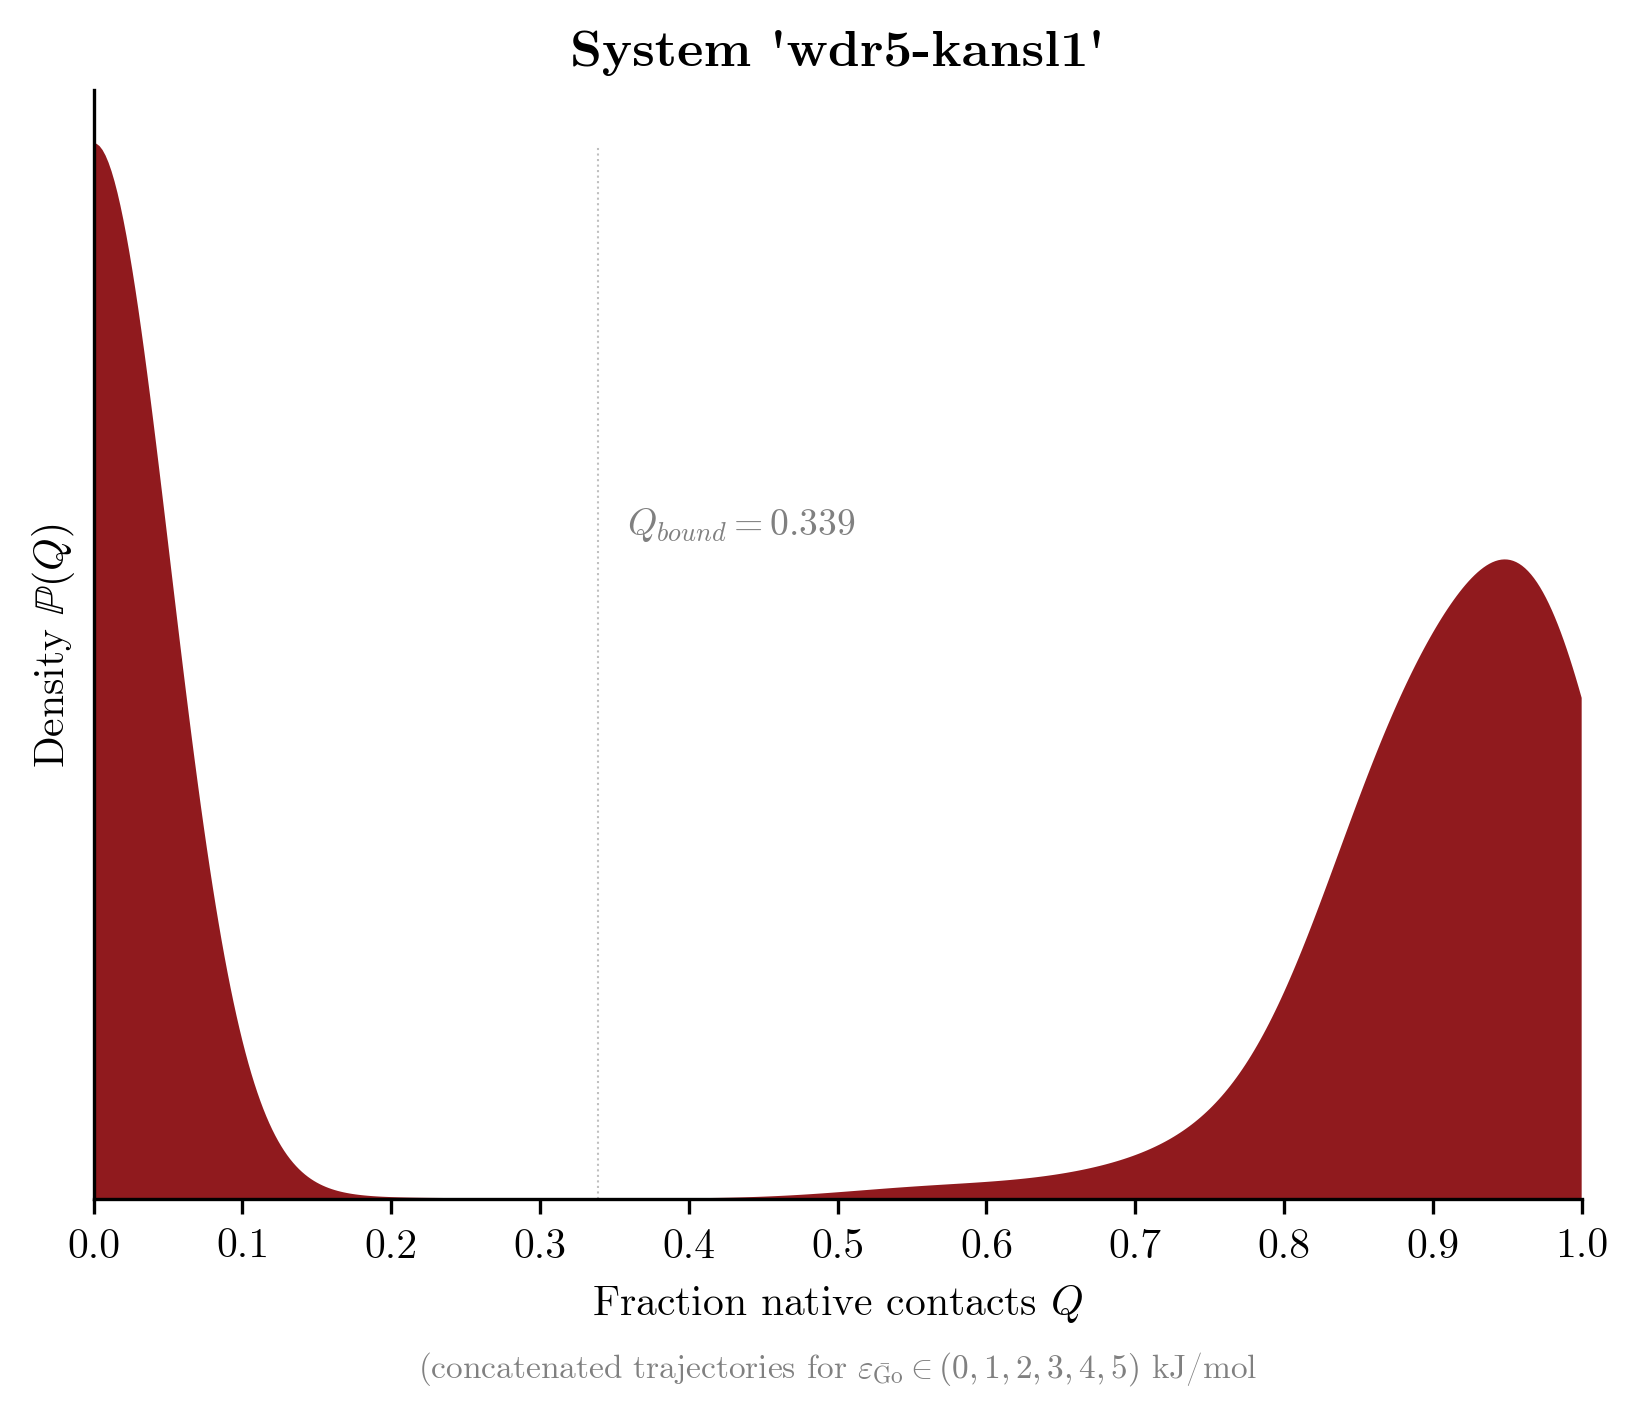 System 'wdr5-kansl1'
Density ℙ(Q)
Q_bound = 0.339
0.0 0.1 0.2 0.3 0.4 0.5 0.6 0.7 0.8 0.9 1.0
Fraction native contacts Q
(concatenated trajectories for ε_Ḡo ∈ (0, 1, 2, 3, 4, 5) kJ/mol